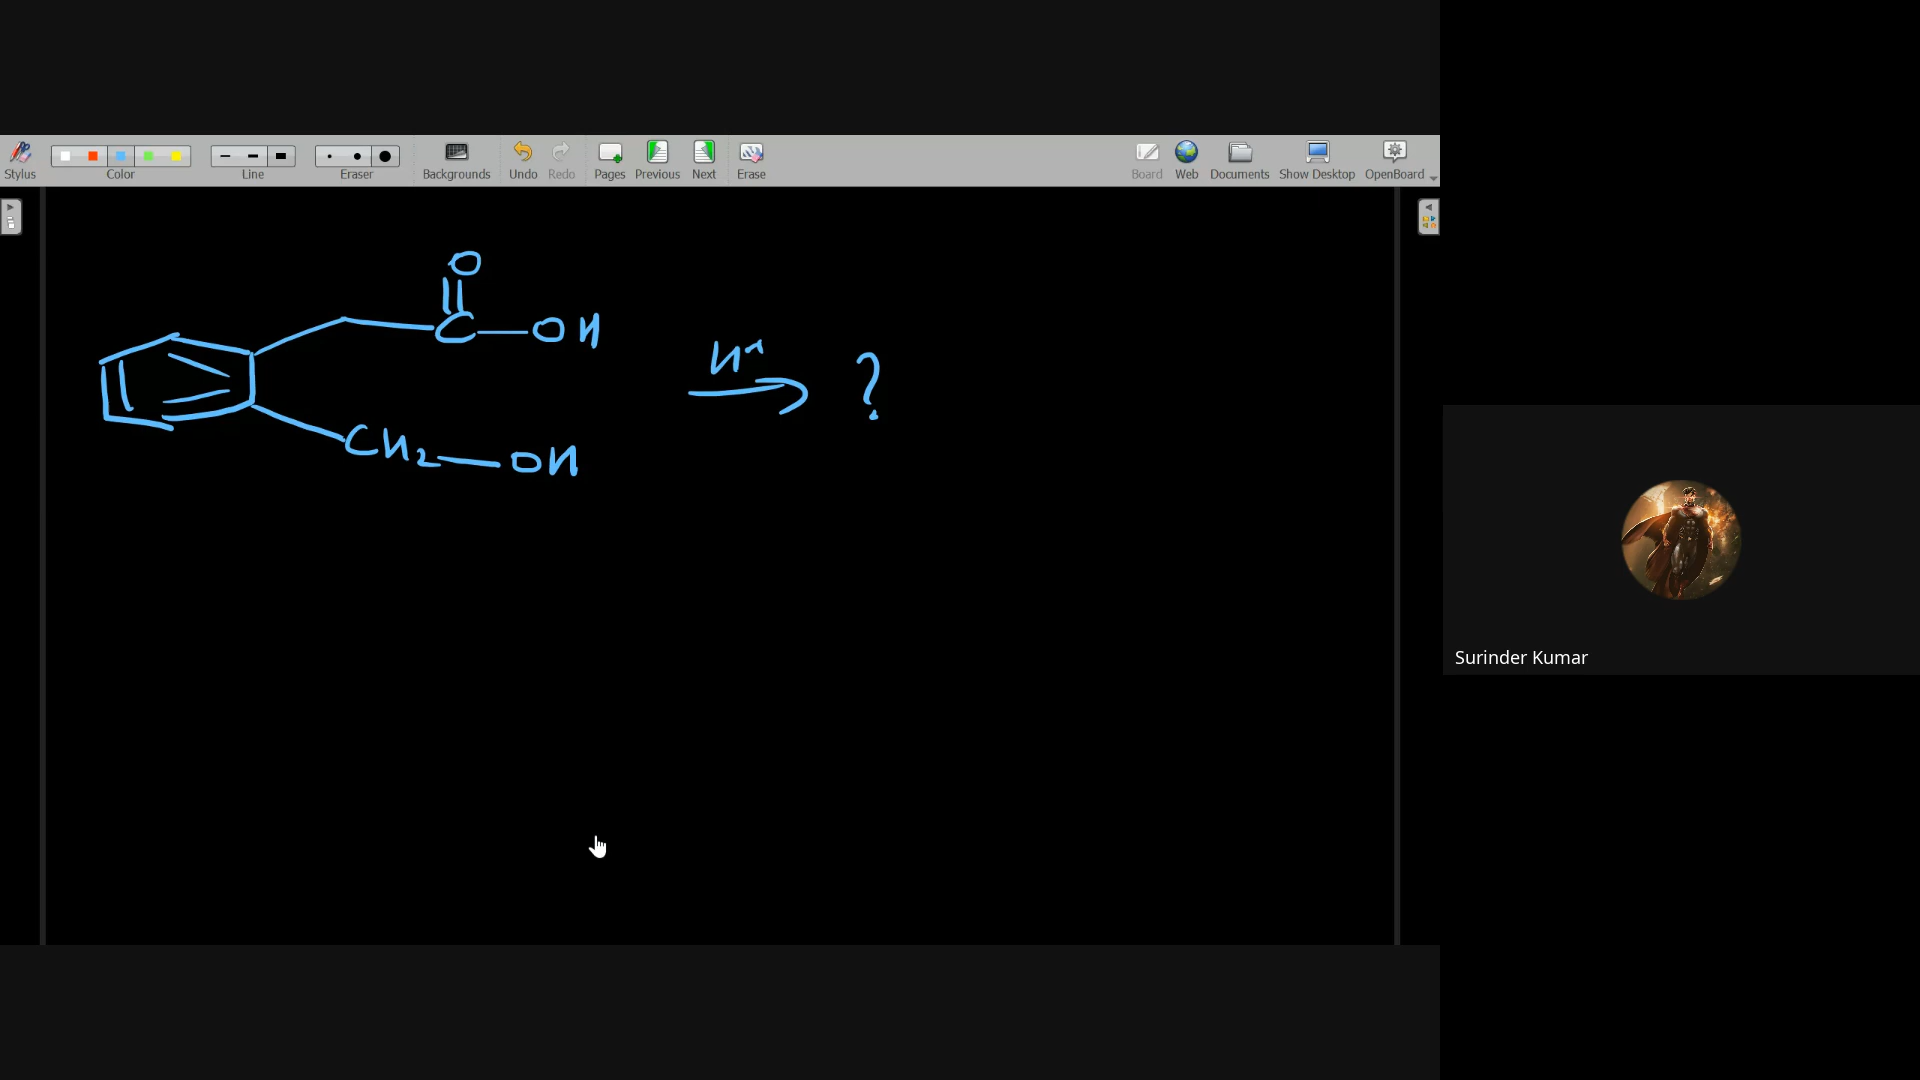 Stylus Color Line Eraser Backgrounds Undo Redo Pages Previous Next Erase Board Web Documents Show Desktop OpenBoard
O
C—OH
H⁺ ?
CH₂—OH
Surinder Kumar